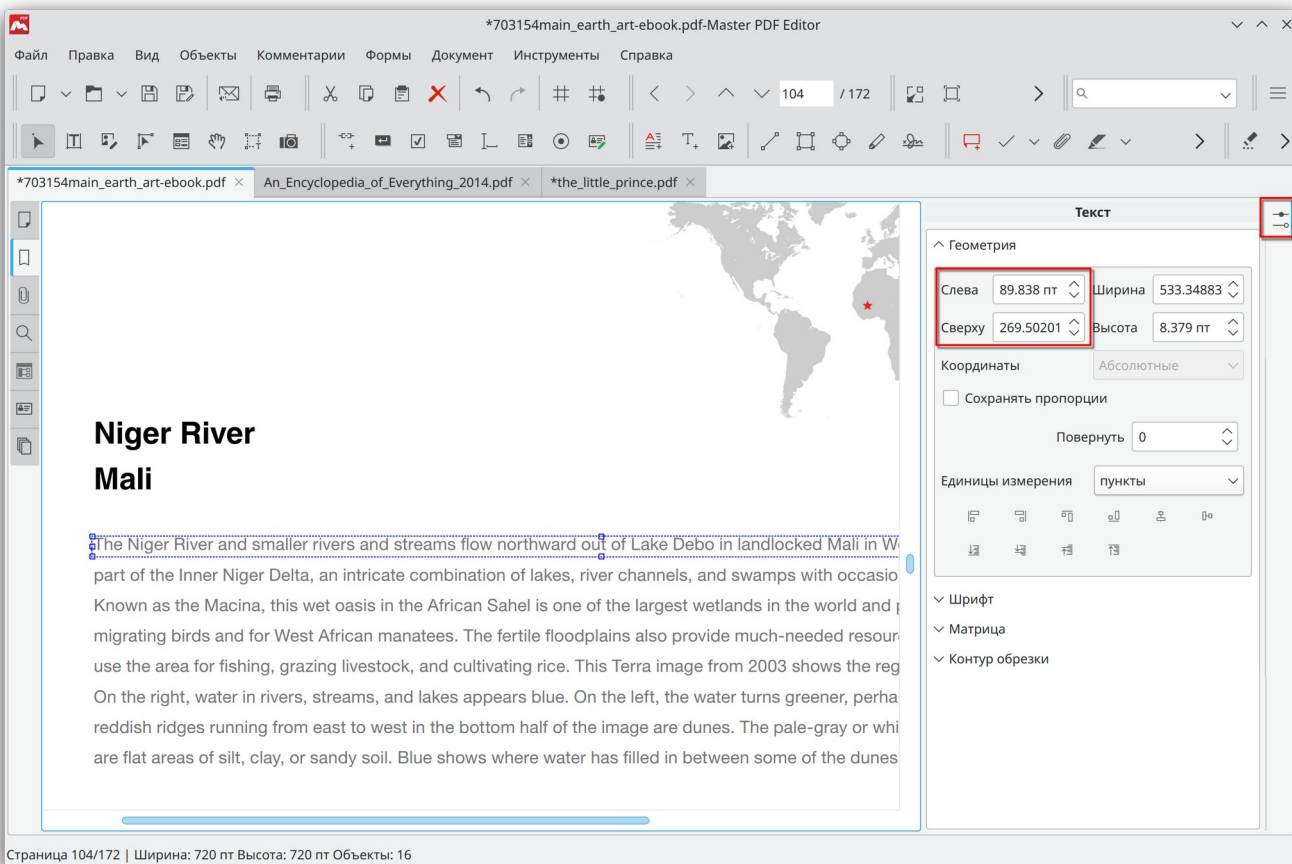 *703154main_earth_art-ebook.pdf-Master PDF Editor
Файл Правка Вид Объекты Комментарии Формы Документ Инструменты Справка
104 / 172
*703154main_earth_art-ebook.pdf An_Encyclopedia_of_Everything_2014.pdf *the_little_prince.pdf
Текст
Геометрия
Слева 89.838 пт Ширина 533.34883
Сверху 269.50201 Высота 8.379 пт
Координаты Абсолютные
Сохранять пропорции
Повернуть 0
Единицы измерения пункты
Шрифт
Матрица
Контур обрезки
Niger River
Mali
The Niger River and smaller rivers and streams flow northward out of Lake Debo in landlocked Mali in
part of the Inner Niger Delta, an intricate combination of lakes, river channels, and swamps with occasio
Known as the Macina, this wet oasis in the African Sahel is one of the largest wetlands in the world and
migrating birds and for West African manatees. The fertile floodplains also provide much-needed resour
use the area for fishing, grazing livestock, and cultivating rice. This Terra image from 2003 shows the reg
On the right, water in rivers, streams, and lakes appears blue. On the left, the water turns greener, perha
reddish ridges running from east to west in the bottom half of the image are dunes. The pale-gray or whi
are flat areas of silt, clay, or sandy soil. Blue shows where water has filled in between some of the dunes
Страница 104/172 | Ширина: 720 пт Высота: 720 пт Объекты: 16